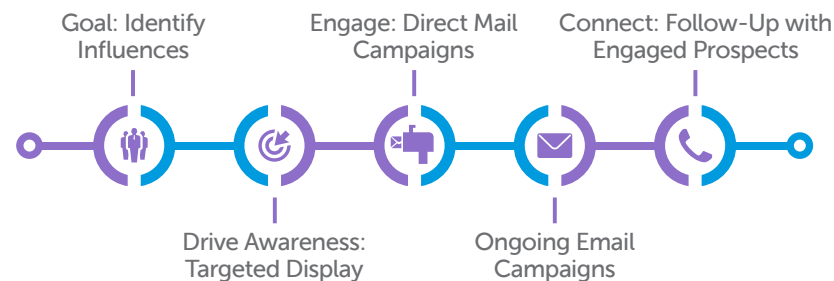 Goal: Identify
Influences
Engage: Direct Mail
Campaigns
Connect: Follow-Up with
Engaged Prospects
Drive Awareness:
Targeted Display
Ongoing Email
Campaigns